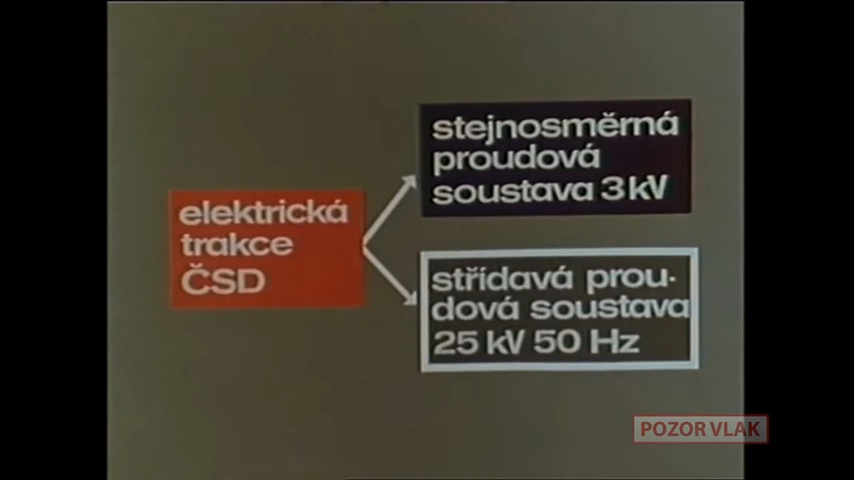 elektrická
trakce
ČSD
stejnosměrná
proudová
soustava 3 kV
střídavá prou-
dová soustava
25 kV 50 Hz
POZOR VLAK